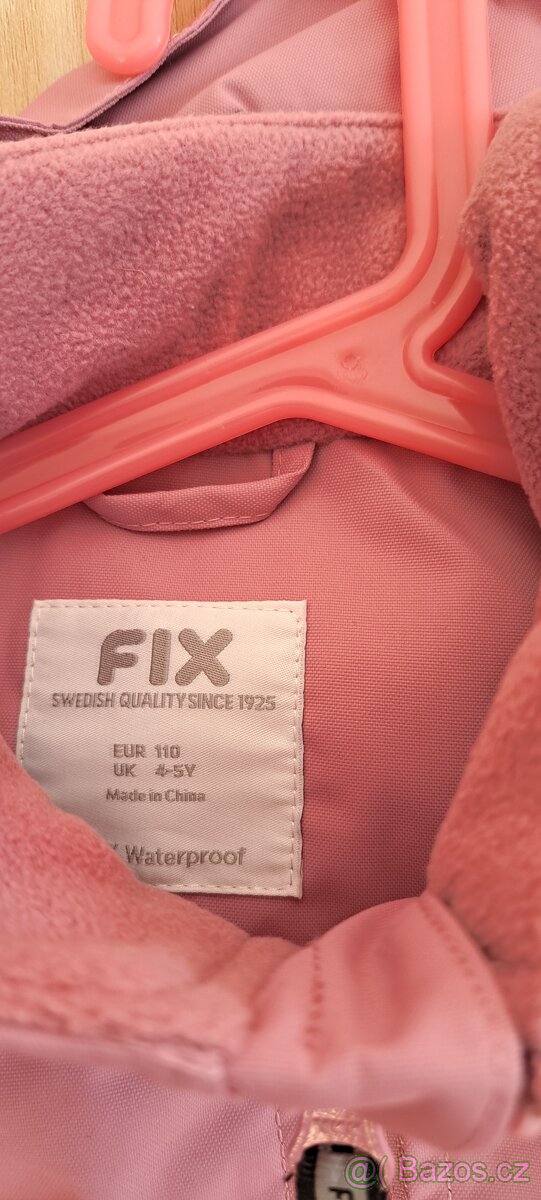 FIX
SWEDISH QUALITY SINCE 1925
EUR 110
UK 4-5Y
Made in China
Waterproof
F
@( Bazos.cz